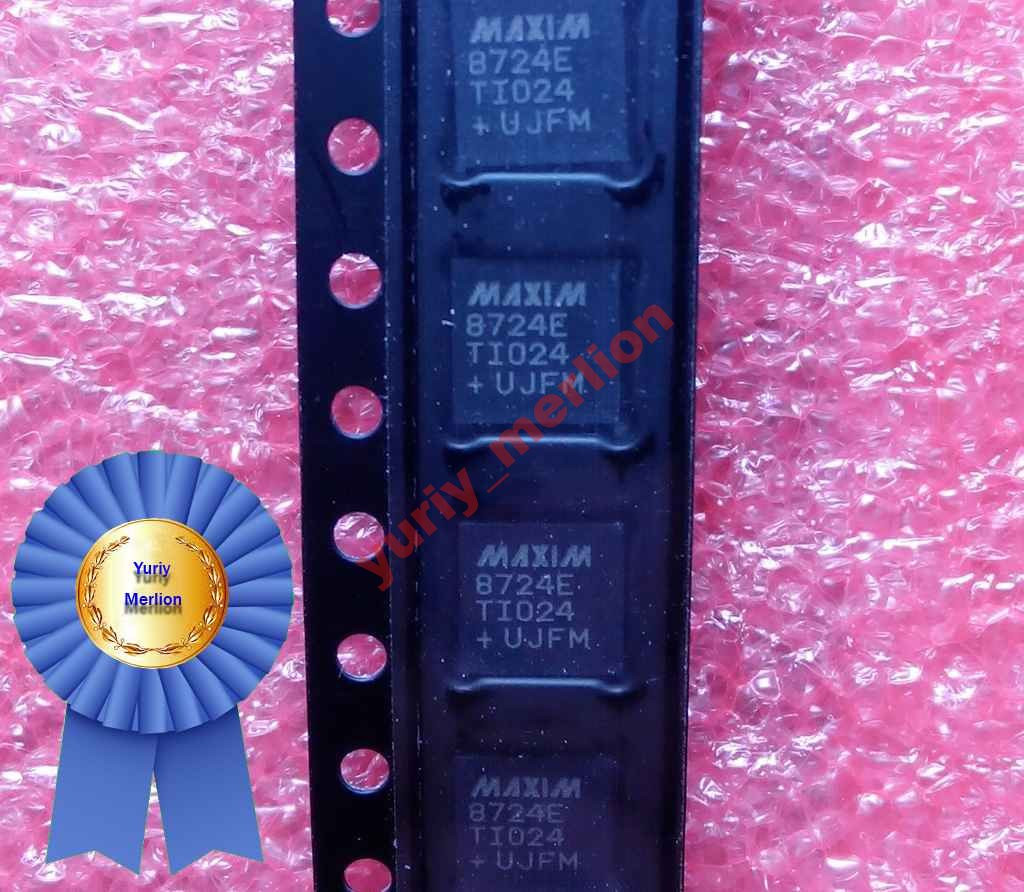 MAXIM
8724E
TI024
+UJFM
MAXIM
8724E
TI024
+UJFM
yuriy_merlion
MAXIM
8724E
TI024
+UJFM
Yuriy
Merlion
MAXIM
8724E
TI024
+UJFM